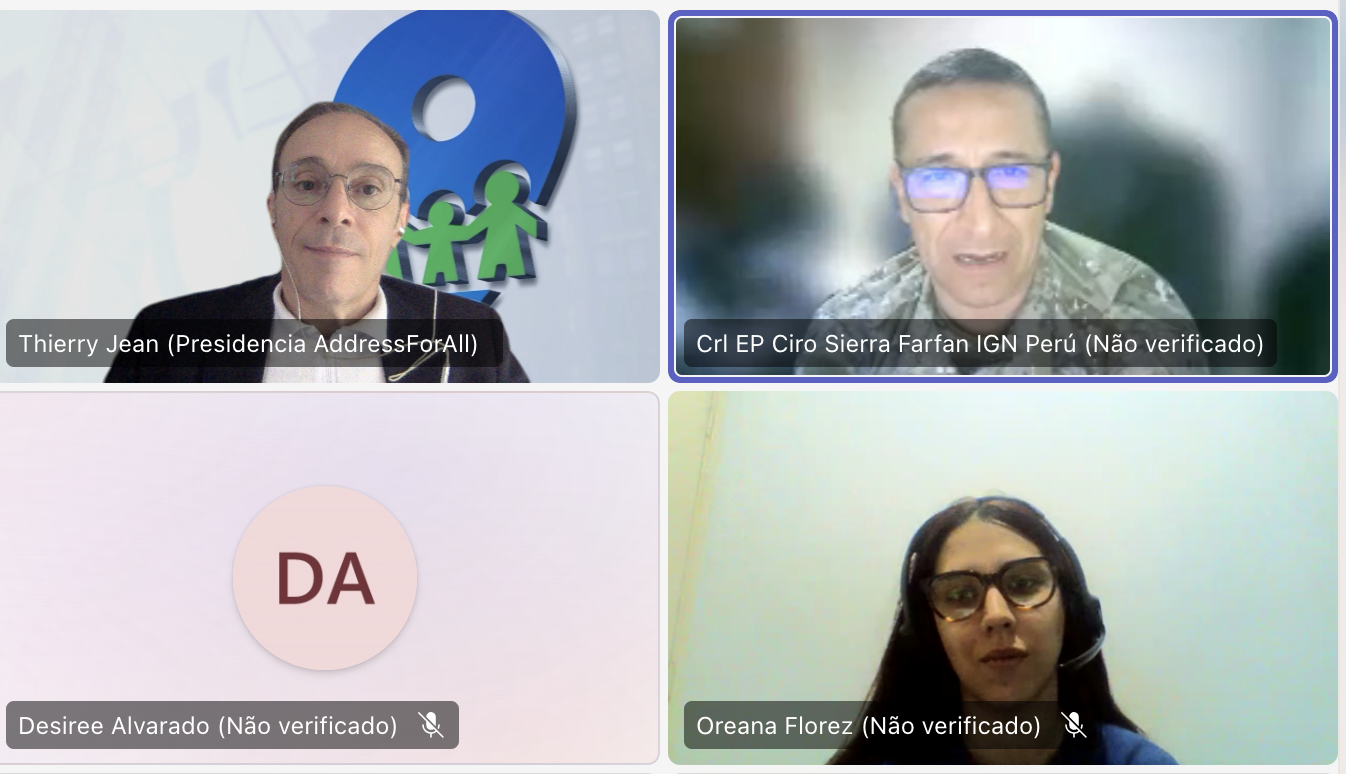 Thierry Jean (Presidencia AddressForAll)
Crl EP Ciro Sierra Farfan IGN Perú (Não verificado)
DA
Desiree Alvarado (Não verificado)
Oreana Florez (Não verificado)